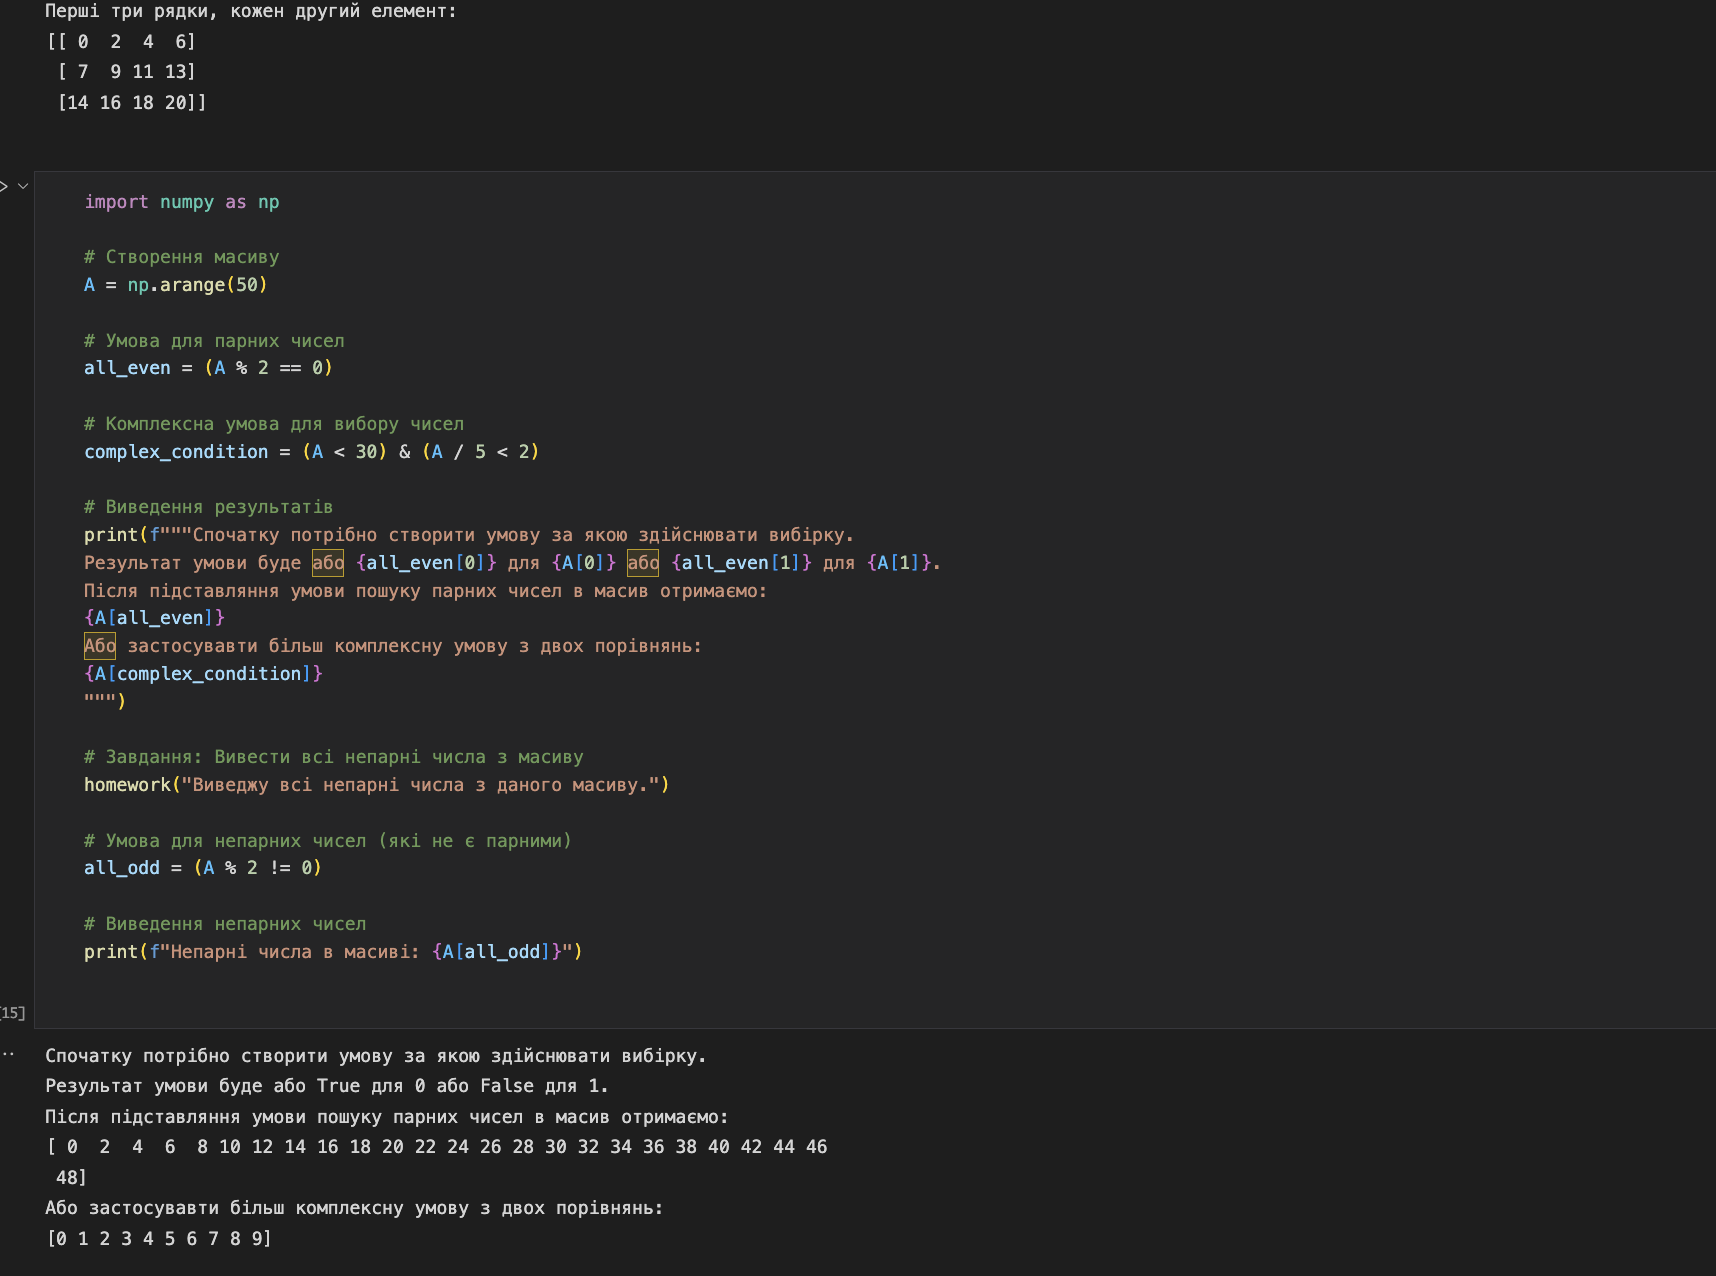 Перші три рядки, кожен другий елемент:
[[ 0  2  4  6]
 [ 7  9 11 13]
 [14 16 18 20]]
import numpy as np
# Створення масиву
A = np.arange(50)
# Умова для парних чисел
all_even = (A % 2 == 0)
# Комплексна умова для вибору чисел
complex_condition = (A < 30) & (A / 5 < 2)
# Виведення результатів
print(f"""Спочатку потрібно створити умову за якою здійснювати вибірку.
Результат умови буде або {all_even[0]} для {A[0]} або {all_even[1]} для {A[1]}.
Після підставляння умови пошуку парних чисел в масив отримаємо:
{A[all_even]}
Або застосувавти більш комплексну умову з двох порівнянь:
{A[complex_condition]}
""")
# Завдання: Вивести всі непарні числа з масиву
homework("Виведжу всі непарні числа з даного масиву.")
# Умова для непарних чисел (які не є парними)
all_odd = (A % 2 != 0)
# Виведення непарних чисел
print(f"Непарні числа в масиві: {A[all_odd]}")
[15]
Спочатку потрібно створити умову за якою здійснювати вибірку.
Результат умови буде або True для 0 або False для 1.
Після підставляння умови пошуку парних чисел в масив отримаємо:
[ 0  2  4  6  8 10 12 14 16 18 20 22 24 26 28 30 32 34 36 38 40 42 44 46
 48]
Або застосувавти більш комплексну умову з двох порівнянь:
[0 1 2 3 4 5 6 7 8 9]